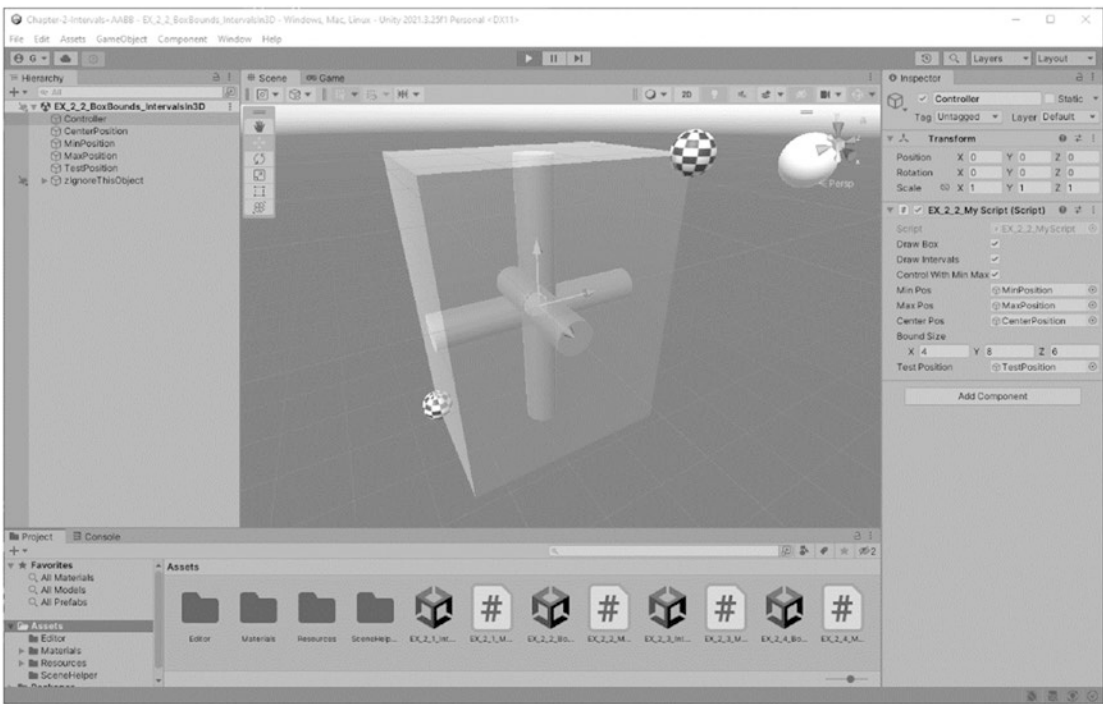 Chapter-2-Intervals-AABB - EX_2_2_BoxBounds_IntervalsIn3D - Windows, Mac, Linux - Unity 2021.3.25f1 Personal <DX11>
File Edit Assets GameObject Component Window Help
G
Layers Layout
Hierarchy
All
EX_2_2_BoxBounds_IntervalsIn3D
Controller
CenterPosition
MinPosition
MaxPosition
TestPosition
zIgnoreThisObject
Scene Game
2D
Persp
Inspector
Controller Static
Tag Untagged Layer Default
Transform
Position X 0 Y 0 Z 0
Rotation X 0 Y 0 Z 0
Scale X 1 Y 1 Z 1
EX_2_2_My Script (Script)
Script EX_2_2_MyScript
Draw Box
Draw Intervals
Control With Min Max
Min Pos MinPosition
Max Pos MaxPosition
Center Pos CenterPosition
Bound Size
X 4 Y Z 6
Test Position TestPosition
Add Component
Project Console
2
Favorites
All Materials
All Models
All Prefabs
Assets
Editor
Materials
Resources
SceneHelper
Assets
Editor Materials Resources SceneHelp... EX_2_1_Int... EX_2_1_M... EX_2_2_Bo... EX_2_2_M... EX_2_3_Int... EX_2_3_M... EX_2_4_Bo... EX_2_4_M...